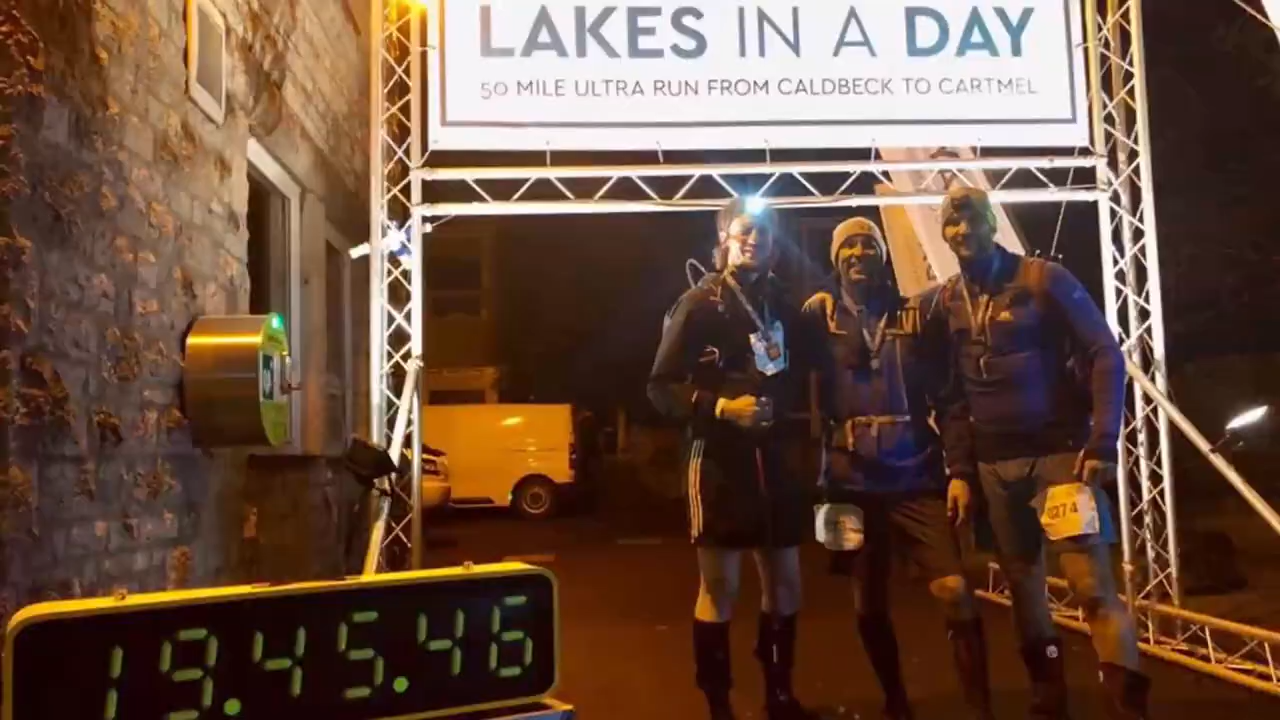 LAKES IN A DAY
50 MILE ULTRA RUN FROM CALDBECK TO CARTMEL
19.45.46